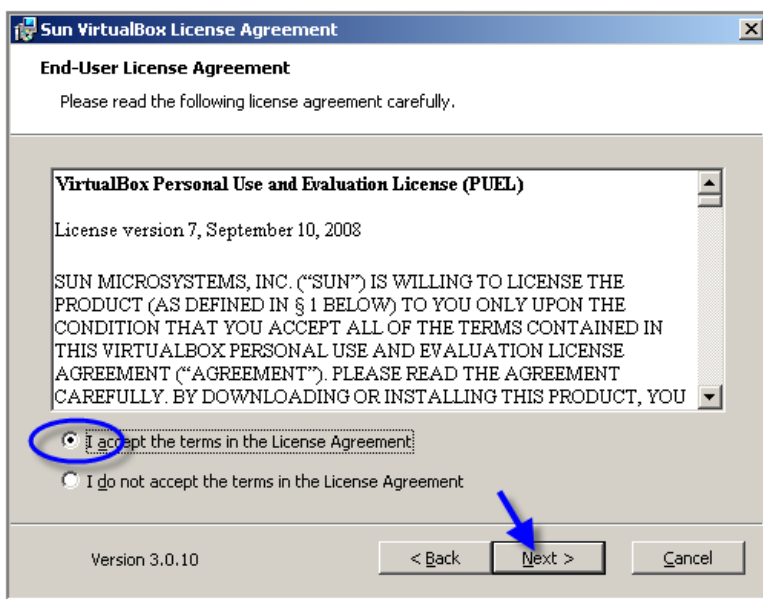 Sun VirtualBox License Agreement
End-User License Agreement
Please read the following license agreement carefully.
VirtualBox Personal Use and Evaluation License (PUEL)
License version 7, September 10, 2008
SUN MICROSYSTEMS, INC. (“SUN”) IS WILLING TO LICENSE THE
PRODUCT (AS DEFINED IN § 1 BELOW) TO YOU ONLY UPON THE
CONDITION THAT YOU ACCEPT ALL OF THE TERMS CONTAINED IN
THIS VIRTUALBOX PERSONAL USE AND EVALUATION LICENSE
AGREEMENT (“AGREEMENT”). PLEASE READ THE AGREEMENT
CAREFULLY. BY DOWNLOADING OR INSTALLING THIS PRODUCT, YOU
I accept the terms in the License Agreement
I do not accept the terms in the License Agreement
Version 3.0.10
< Back
Next >
Cancel